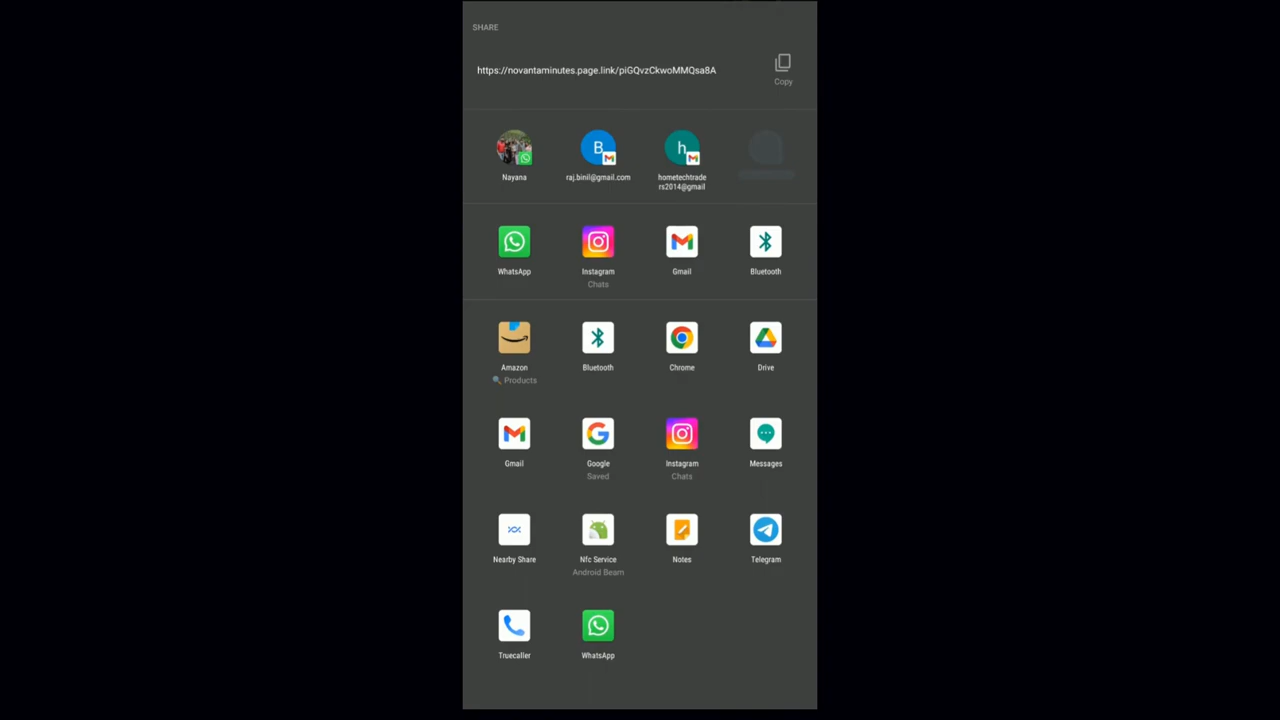 SHARE
https://novantaminutes.page.link/piGQvzCkwoMMQsa8A
Copy
Nayana
raj.binil@gmail.com
hometechtrade
rs2014@gmail
WhatsApp
Instagram
Chats
Gmail
Bluetooth
Amazon
Products
Bluetooth
Chrome
Drive
Gmail
Google
Saved
Instagram
Chats
Messages
Nearby Share
Nfc Service
Android Beam
Notes
Telegram
Truecaller
WhatsApp